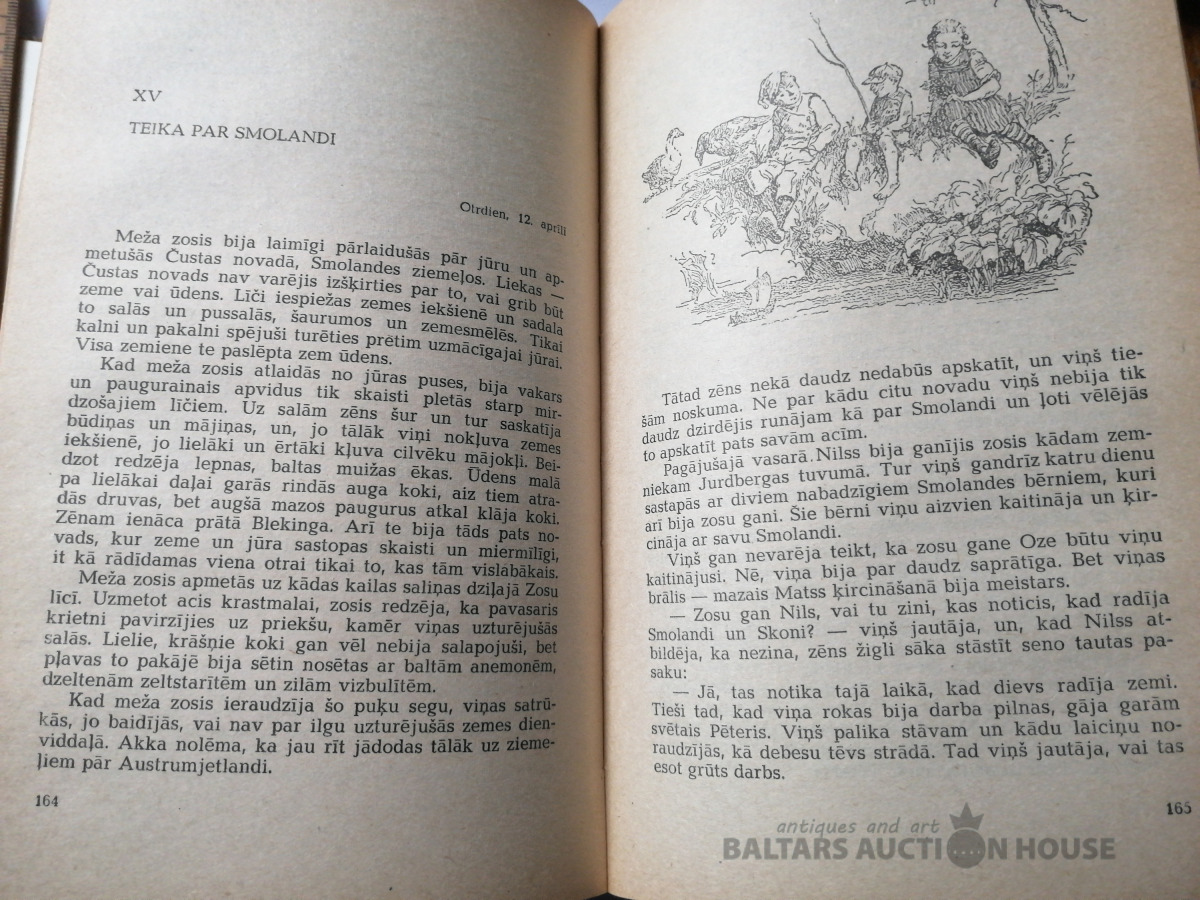 XV
TEIKA PAR SMOLANDI
Otrdien, 12. aprīlī
Meža zosis bija laimīgi pārlaidušās pār jūru un ap-
metušās Čustas novadā, Smolandes ziemeļos. Liekas —
Čustas novads nav varējis izšķirties par to, vai grib būt
zeme vai ūdens. Līči iespiežas zemes iekšienē un sadala
to salās un pussalās, šaurumos un zemesmēlēs. Tikai
kalni un pakalni spējuši turēties pretim uzmācīgajai jūrai.
Visa zemiene te paslēpta zem ūdens.
Kad meža zosis atlaidās no jūras puses, bija vakars
un paugurainais apvidus tik skaisti pletās starp mir-
dzošajiem līčiem. Uz salām zēns šur un tur saskatīja
būdiņas un mājiņas, un, jo tālāk viņi nokļuva zemes
iekšienē, jo lielāki un ērtāki kļuva cilvēku mājokļi. Bei-
dzot redzēja lepnas, baltas muižas ēkas. Ūdens malā
pa lielākai daļai garās rindās auga koki, aiz tiem atra-
dās druvas, bet augšā mazos paugurus atkal klāja koki.
Zēnam ienāca prātā Blekinga. Arī te bija tāds pats no-
vads, kur zeme un jūra sastopas skaisti un miermīlīgi,
it kā rādīdamas viena otrai tikai to, kas tām vislabākais.
Meža zosis apmetās uz kādas kailas saliņas dziļajā Zosu
līcī. Uzmetot acis krastmalai, zosis redzēja, ka pavasaris
krietni pavirzījies uz priekšu, kamēr viņas uzturējušās
salās. Lielie, krāšņie koki gan vēl nebija salapojuši, bet
pļavas to pakājē bija sētin nosētas ar baltām anemonēm,
dzeltenām zeltstarītēm un zilām vizbulītēm.
Kad meža zosis ieraudzīja šo puķu segu, viņas satrū-
kās, jo baidījās, vai nav par ilgu uzturējušās zemes dien-
viddaļā. Akka nolēma, ka jau rīt jādodas tālāk uz zieme-
ļiem pār Austrumjetlandi.
164
Tātad zēns nekā daudz nedabūs apskatīt, un viņš tie-
šām noskuma. Ne par kādu citu novadu viņš nebija tik
daudz dzirdējis runājam kā par Smolandi un ļoti vēlējās
to apskatīt pats savām acīm.
Pagājušajā vasarā Nilss bija ganījis zosis kādam zem-
niekam Jurdbergas tuvumā. Tur viņš gandrīz katru dienu
sastapās ar diviem nabadzīgiem Smolandes bērniem, kuri
arī bija zosu gani. Šie bērni viņu aizvien kaitināja un ķir-
cināja ar savu Smolandi.
Viņš gan nevarēja teikt, ka zosu gane Oze būtu viņu
kaitinājusi. Nē, viņa bija par daudz saprātīga. Bet viņas
brālis — mazais Matss ķircināšanā bija meistars.
— Zosu gan Nils, vai tu zini, kas noticis, kad radīja
Smolandi un Skoni? — viņš jautāja, un, kad Nilss at-
bildēja, ka nezina, zēns žigli sāka stāstīt seno tautas pa-
saku:
— Jā, tas notika tajā laikā, kad dievs radīja zemi.
Tieši tad, kad viņa rokas bija darba pilnas, gāja garām
svētais Pēteris. Viņš palika stāvam un kādu laiciņu no-
raudzījās, kā debesu tēvs strādā. Tad viņš jautāja, vai tas
esot grūts darbs.
165
antiques and art
BALTARS AUCTION HOUSE